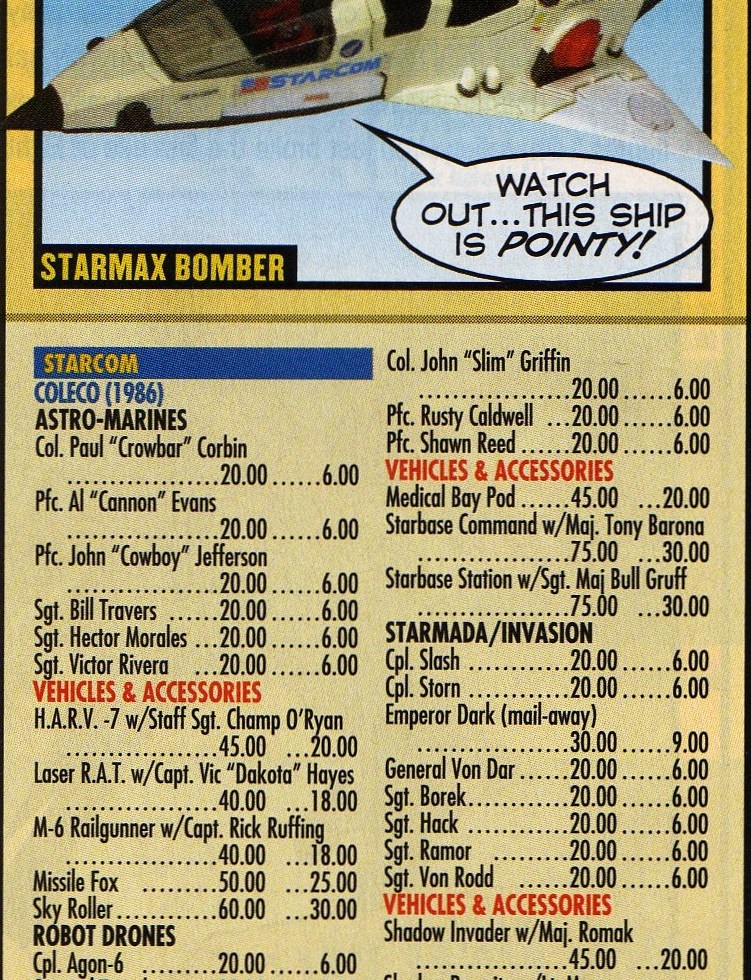 STARCOM
WATCH
OUT...THIS SHIP
IS POINTY!
STARMAX BOMBER
STARCOM
COLECO (1986)
ASTRO-MARINES
Col. Paul “Crowbar” Corbin
....................20.00......6.00
Pfc. Al “Cannon” Evans
....................20.00......6.00
Pfc. John “Cowboy” Jefferson
....................20.00......6.00
Sgt. Bill Travers ......20.00......6.00
Sgt. Hector Morales ...20.00......6.00
Sgt. Victor Rivera ...20.00......6.00
VEHICLES & ACCESSORIES
H.A.R.V. -7 w/Staff Sgt. Champ O’Ryan
....................45.00 ...20.00
Laser R.A.T. w/Capt. Vic “Dakota” Hayes
....................40.00 ...18.00
M-6 Railgunner w/Capt. Rick Ruffing
....................40.00 ...18.00
Missile Fox .........50.00 ...25.00
Sky Roller............60.00 ...30.00
ROBOT DRONES
Cpl. Agon-6 .........20.00......6.00
Col. John “Slim” Griffin
....................20.00......6.00
Pfc. Rusty Caldwell ...20.00......6.00
Pfc. Shawn Reed ......20.00......6.00
VEHICLES & ACCESSORIES
Medical Bay Pod .....45.00 ...20.00
Starbase Command w/Maj. Tony Barona
....................75.00 ...30.00
Starbase Station w/Sgt. Maj Bull Gruff
....................75.00 ...30.00
STARMADA/INVASION
Cpl. Slash ............20.00......6.00
Cpl. Storn ............20.00......6.00
Emperor Dark (mail-away)
....................30.00......9.00
General Von Dar ......20.00......6.00
Sgt. Borek............20.00......6.00
Sgt. Hack ............20.00......6.00
Sgt. Ramor .........20.00......6.00
Sgt. Von Rodd ......20.00......6.00
VEHICLES & ACCESSORIES
Shadow Invader w/Maj. Romak
....................45.00 ...20.00